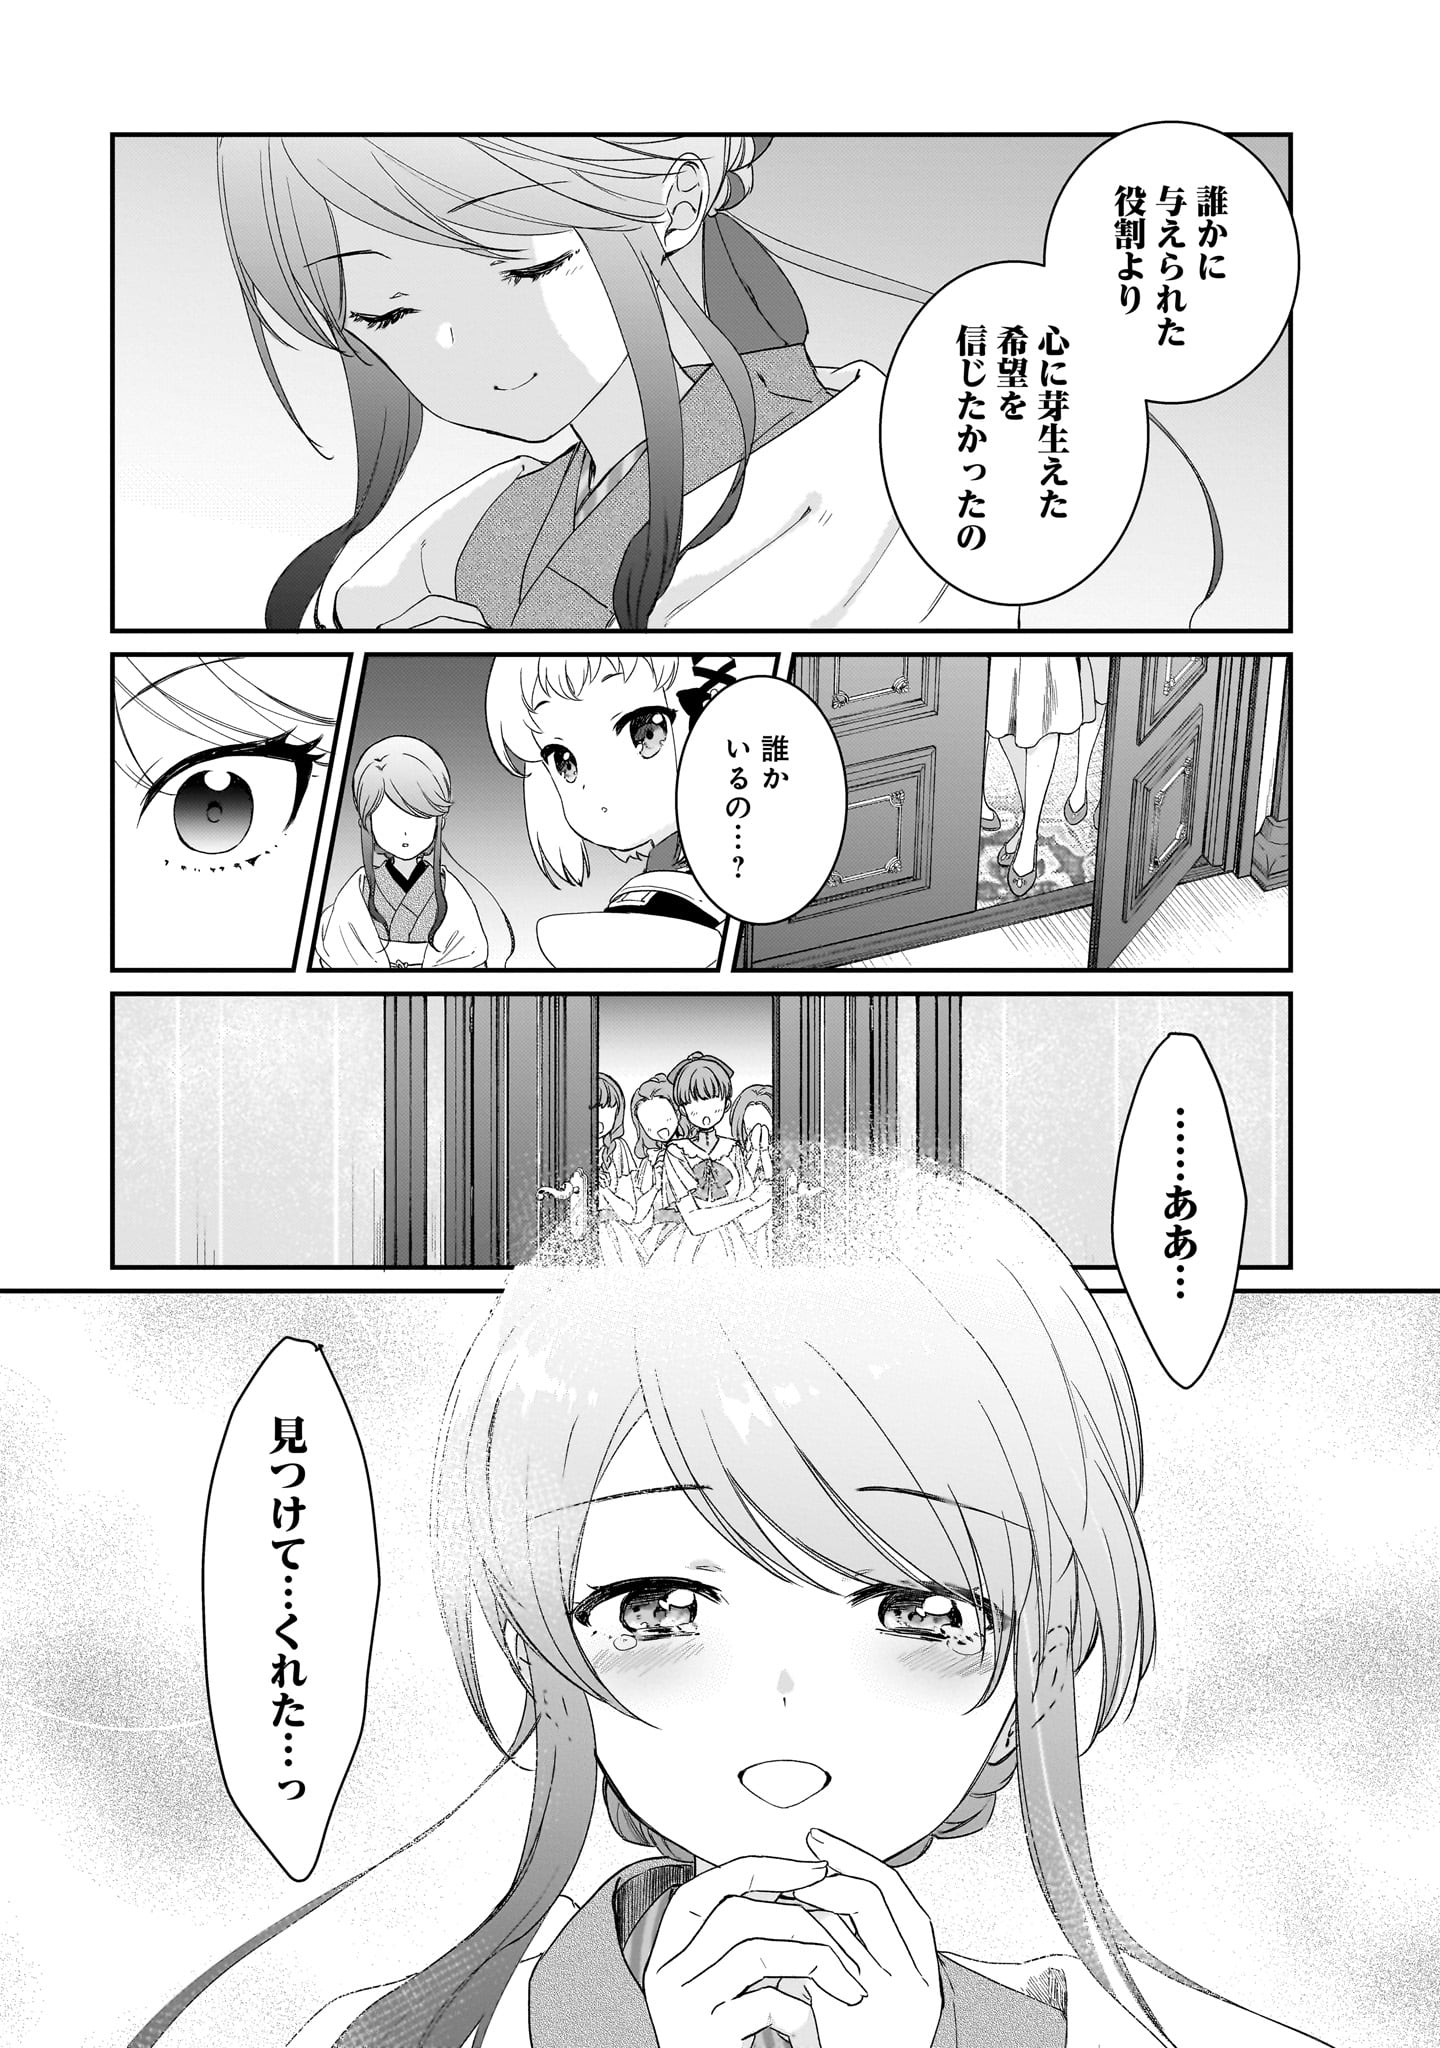 誰かに
与えられた
役割より
心に芽生えた
希望を
信じたかったの
誰か
いるの…?
……ああ…
見つけて…くれた…っ